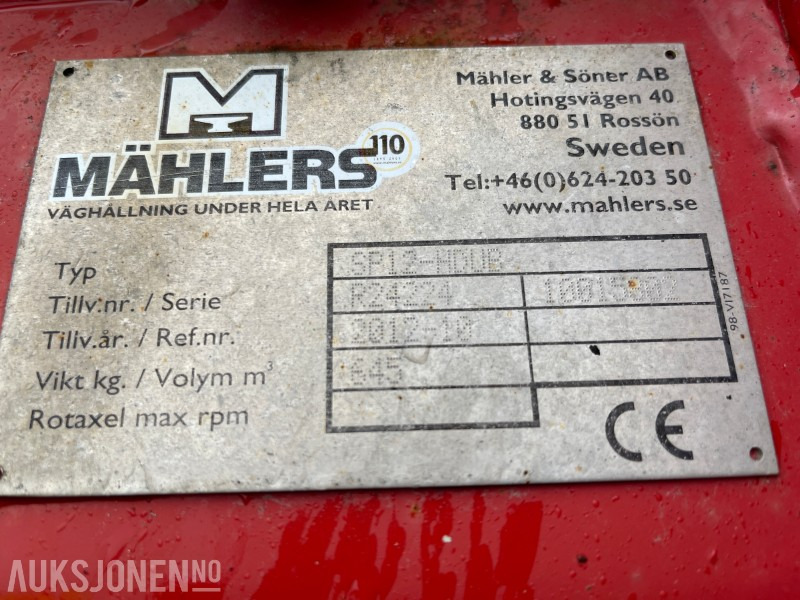 M
MÄHLERS
110
VÄGHÅLLNING UNDER HELA ÅRET
Mähler & Söner AB
Hotingsvägen 40
880 51 Rossön
Sweden
Tel:+46(0)624-203 50
www.mahlers.se
Typ
Tillv.nr. / Serie R24224
Tillv.år. / Ref.nr. 2012-10
Vikt kg. / Volym m³ 645
Rotaxel max rpm
98-V17187
CE
AUKSJONEN.NO